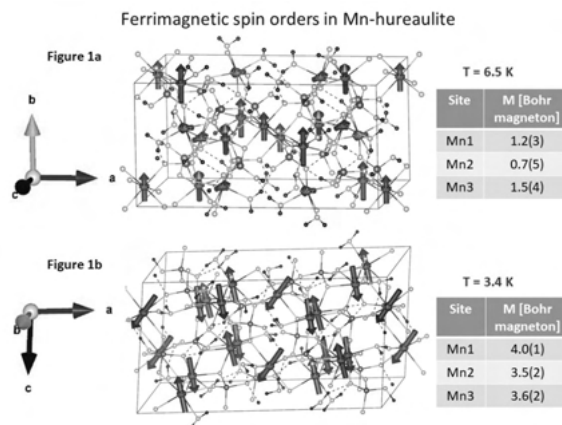 Ferrimagnetic spin orders in Mn-hureaulite
Figure 1a
b
a
c
T = 6.5 K
Site M [Bohr magneton]
Mn1 1.2(3)
Mn2 0.7(5)
Mn3 1.5(4)
Figure 1b
a
b
c
T = 3.4 K
Site M [Bohr magneton]
Mn1 4.0(1)
Mn2 3.5(2)
Mn3 3.6(2)